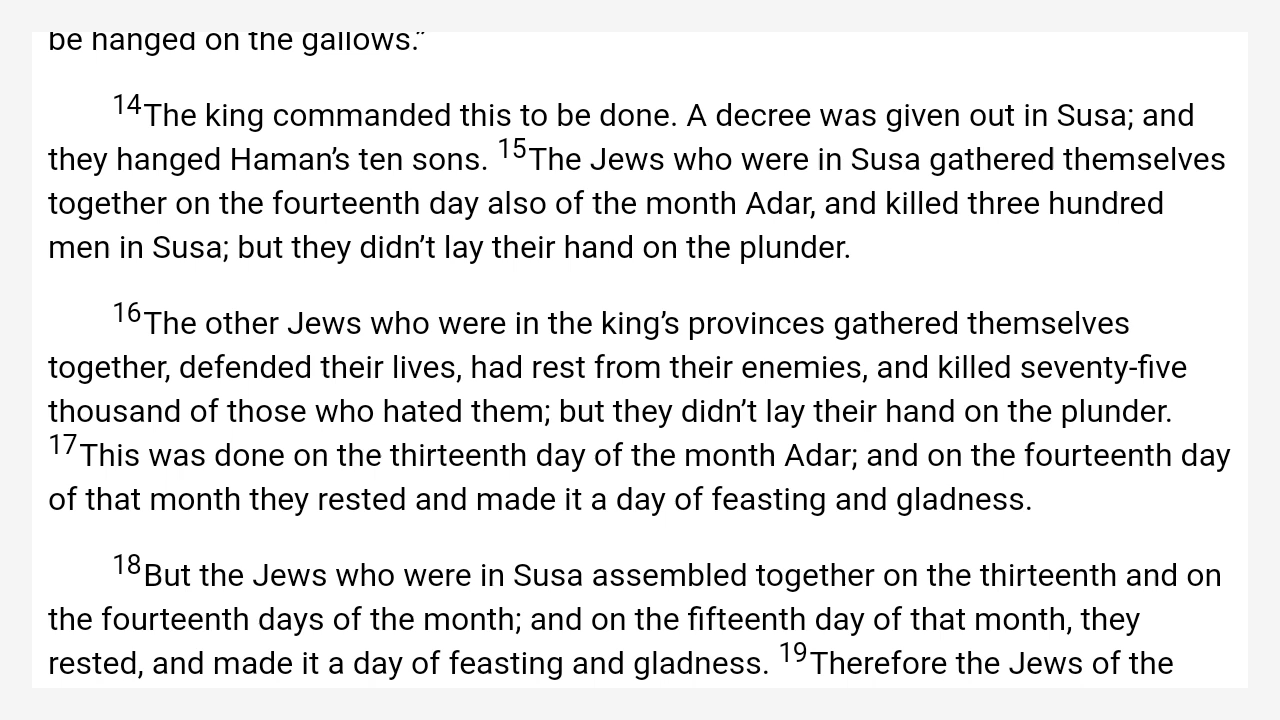 be hanged on the gallows.”
14The king commanded this to be done. A decree was given out in Susa; and
they hanged Haman’s ten sons. 15The Jews who were in Susa gathered themselves
together on the fourteenth day also of the month Adar, and killed three hundred
men in Susa; but they didn’t lay their hand on the plunder.
16The other Jews who were in the king’s provinces gathered themselves
together, defended their lives, had rest from their enemies, and killed seventy-five
thousand of those who hated them; but they didn’t lay their hand on the plunder.
17This was done on the thirteenth day of the month Adar; and on the fourteenth day
of that month they rested and made it a day of feasting and gladness.
18But the Jews who were in Susa assembled together on the thirteenth and on
the fourteenth days of the month; and on the fifteenth day of that month, they
rested, and made it a day of feasting and gladness. 19Therefore the Jews of the